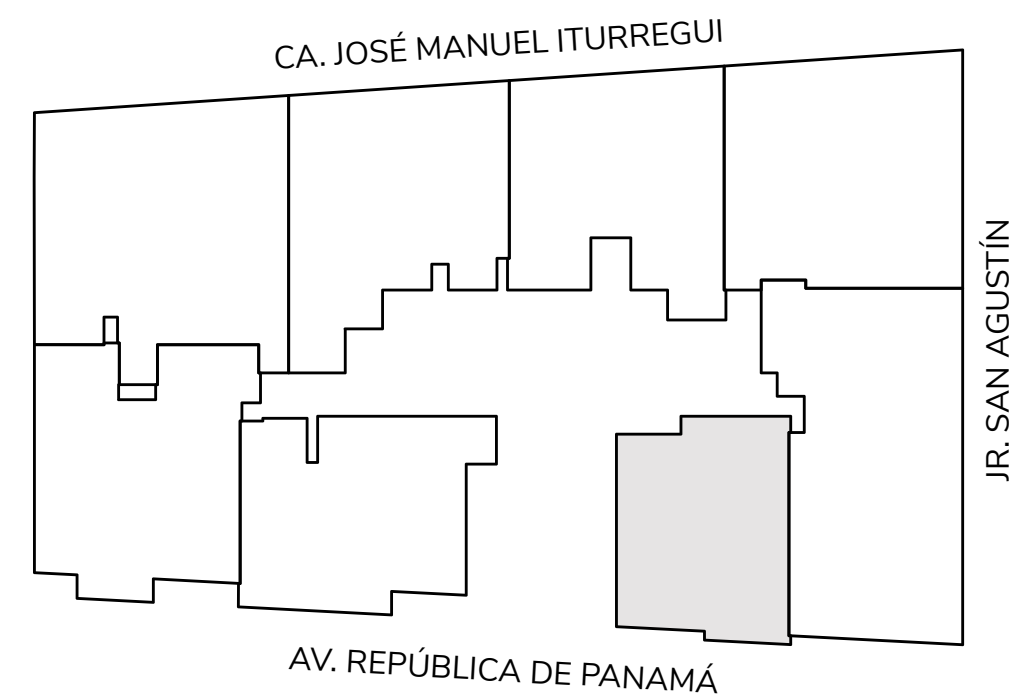 CA. JOSÉ MANUEL ITURREGUI
JR. SAN AGUSTÍN
AV. REPÚBLICA DE PANAMÁ